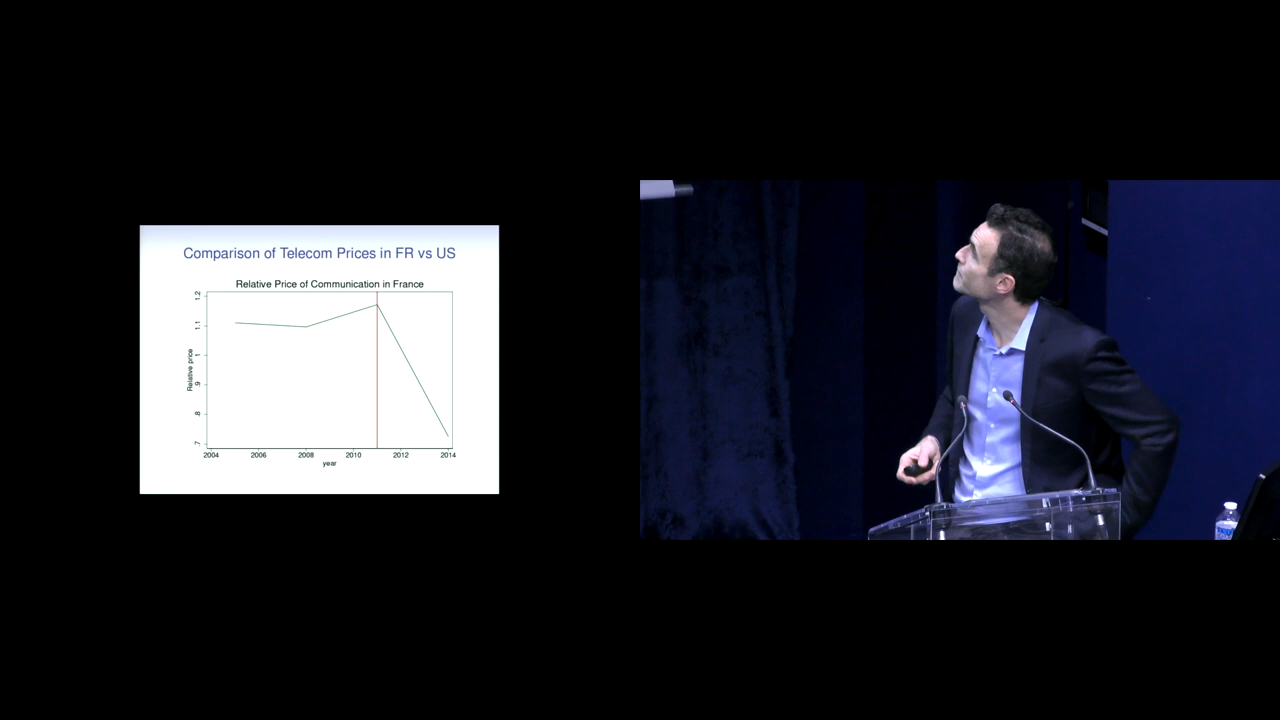 Comparison of Telecom Prices in FR vs US
Relative Price of Communication in France
1.2
1.1
1
.9
.8
.7
Relative price
2004 2006 2008 2010 2012 2014
year